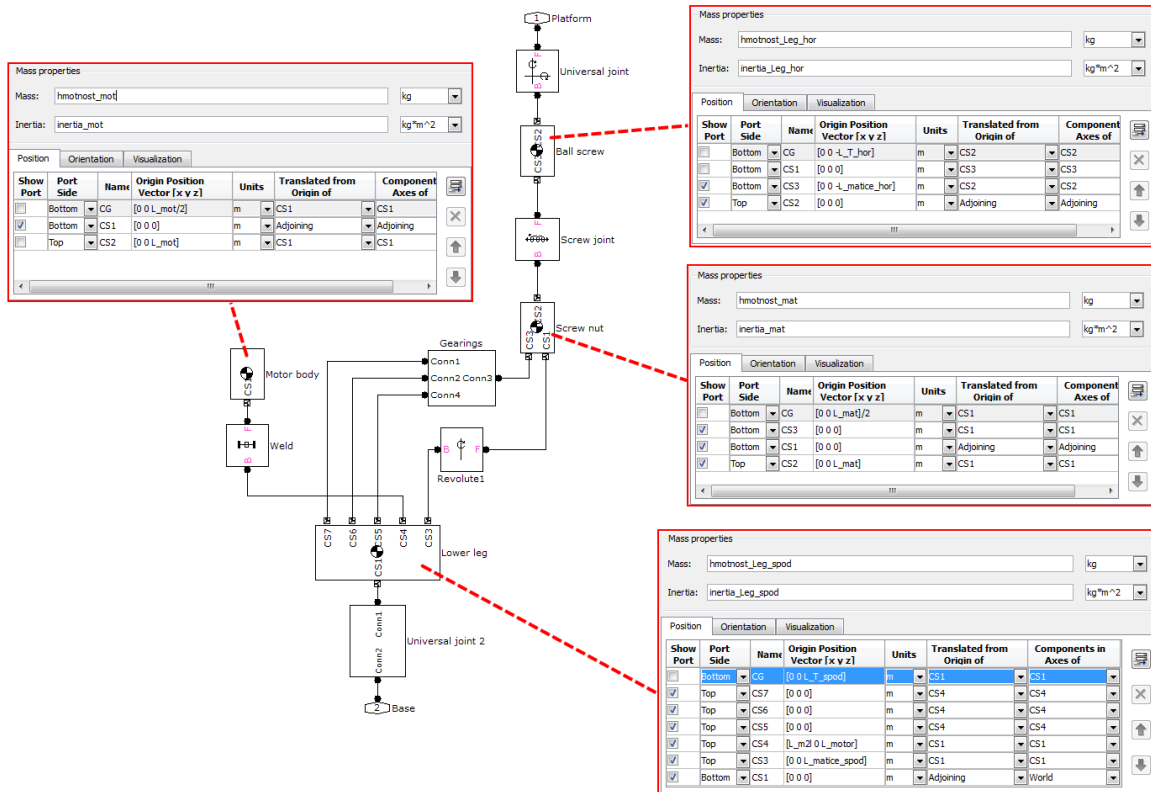 1 Platform
F
B
Universal joint
CS2
CS3
Ball screw
F
B
Screw joint
CS2
CS3
CS1
Screw nut
Gearings
Conn1
Conn2 Conn3
Conn4
CS1
Motor body
F
B
Weld
B F
Revolute1
CS7
CS6
CS5
CS4
CS3
CS1
Lower leg
Conn1
Conn2
Universal joint 2
2 Base
Mass properties
Mass: hmotnost_mot kg
Inertia: inertia_mot kg*m^2
Position Orientation Visualization
Show Port Name Origin Position Units Translated from Component
Port Side Vector [x y z] Origin of Axes of
Bottom CG [0 0 L_mot/2] m CS1 CS1
Bottom CS1 [0 0 0] m Adjoining Adjoining
Top CS2 [0 0 L_mot] m CS1 CS1
Mass properties
Mass: hmotnost_Leg_hor kg
Inertia: inertia_Leg_hor kg*m^2
Position Orientation Visualization
Show Port Name Origin Position Units Translated from Component
Port Side Vector [x y z] Origin of Axes of
Bottom CG [0 0 -L_T_hor] m CS2 CS2
Bottom CS1 [0 0 0] m CS3 CS3
Bottom CS3 [0 0 -L_matice_hor] m CS2 CS2
Top CS2 [0 0 0] m Adjoining Adjoining
Mass properties
Mass: hmotnost_mat kg
Inertia: inertia_mat kg*m^2
Position Orientation Visualization
Show Port Name Origin Position Units Translated from Component
Port Side Vector [x y z] Origin of Axes of
Bottom CG [0 0 L_mat]/2 m CS1 CS1
Bottom CS3 [0 0 0] m CS1 CS1
Bottom CS1 [0 0 0] m Adjoining Adjoining
Top CS2 [0 0 L_mat] m CS1 CS1
Mass properties
Mass: hmotnost_Leg_spod kg
Inertia: inertia_Leg_spod kg*m^2
Position Orientation Visualization
Show Port Name Origin Position Units Translated from Components in
Port Side Vector [x y z] Origin of Axes of
Bottom CG [0 0 L_T_spod] m CS1 CS1
Top CS7 [0 0 0] m CS4 CS4
Top CS6 [0 0 0] m CS4 CS4
Top CS5 [0 0 0] m CS4 CS4
Top CS4 [L_m2l 0 L_motor] m CS1 CS1
Top CS3 [0 0 L_matice_spod] m CS1 CS1
Bottom CS1 [0 0 0] m Adjoining World